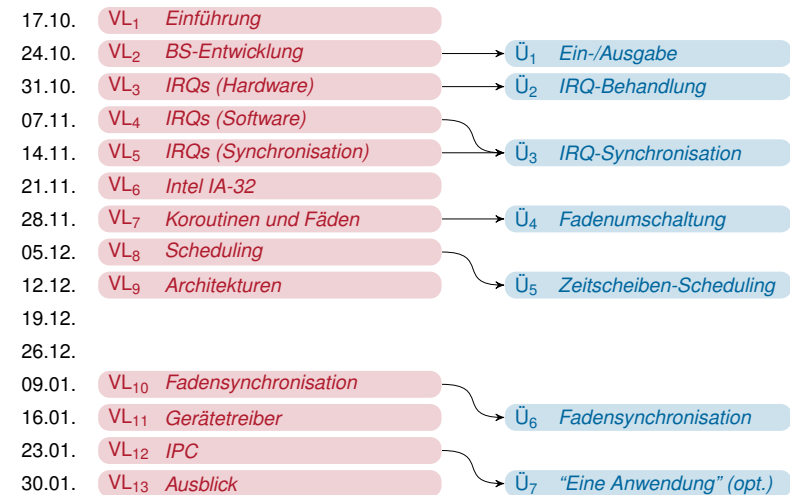 17.10. VL1 Einführung
24.10. VL2 BS-Entwicklung Ü1 Ein-/Ausgabe
31.10. VL3 IRQs (Hardware) Ü2 IRQ-Behandlung
07.11. VL4 IRQs (Software)
14.11. VL5 IRQs (Synchronisation) Ü3 IRQ-Synchronisation
21.11. VL6 Intel IA-32
28.11. VL7 Koroutinen und Fäden Ü4 Fadenumschaltung
05.12. VL8 Scheduling
12.12. VL9 Architekturen Ü5 Zeitscheiben-Scheduling
19.12.
26.12.
09.01. VL10 Fadensynchronisation
16.01. VL11 Gerätetreiber Ü6 Fadensynchronisation
23.01. VL12 IPC
30.01. VL13 Ausblick Ü7 “Eine Anwendung” (opt.)